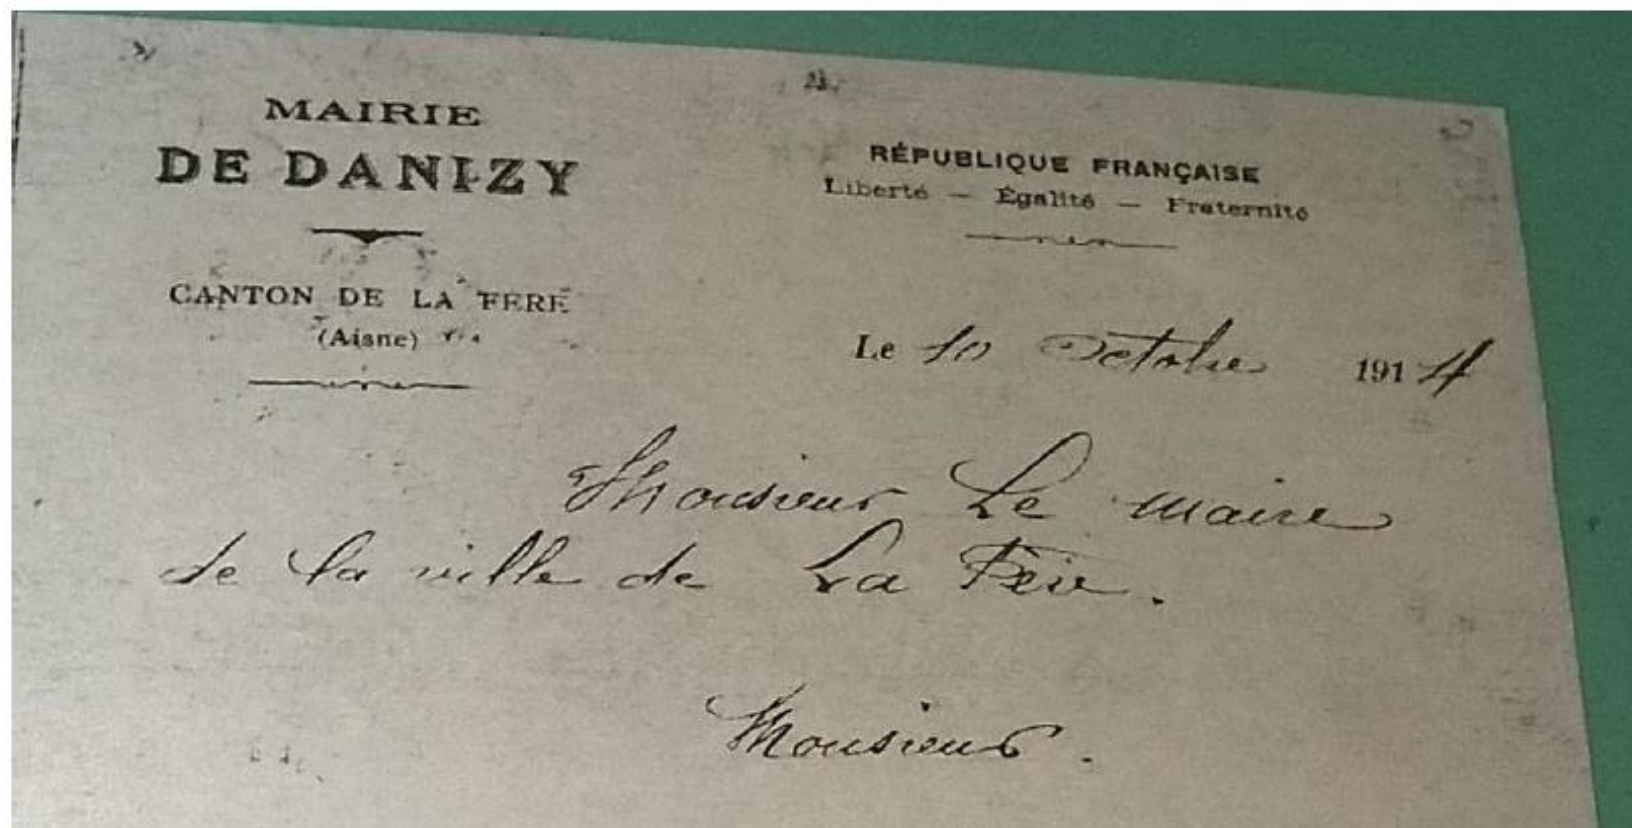 MAIRIE
DE DANIZY
CANTON DE LA FERE
(Aisne)
RÉPUBLIQUE FRANÇAISE
Liberté — Égalité — Fraternité
Le 10 Octobre 1914
Monsieur Le Maire
de la ville de La Fère.
Monsieur.